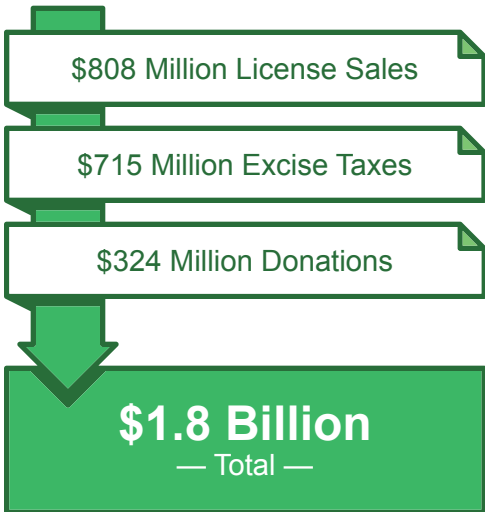 $808 Million License Sales
$715 Million Excise Taxes
$324 Million Donations
$1.8 Billion
— Total —